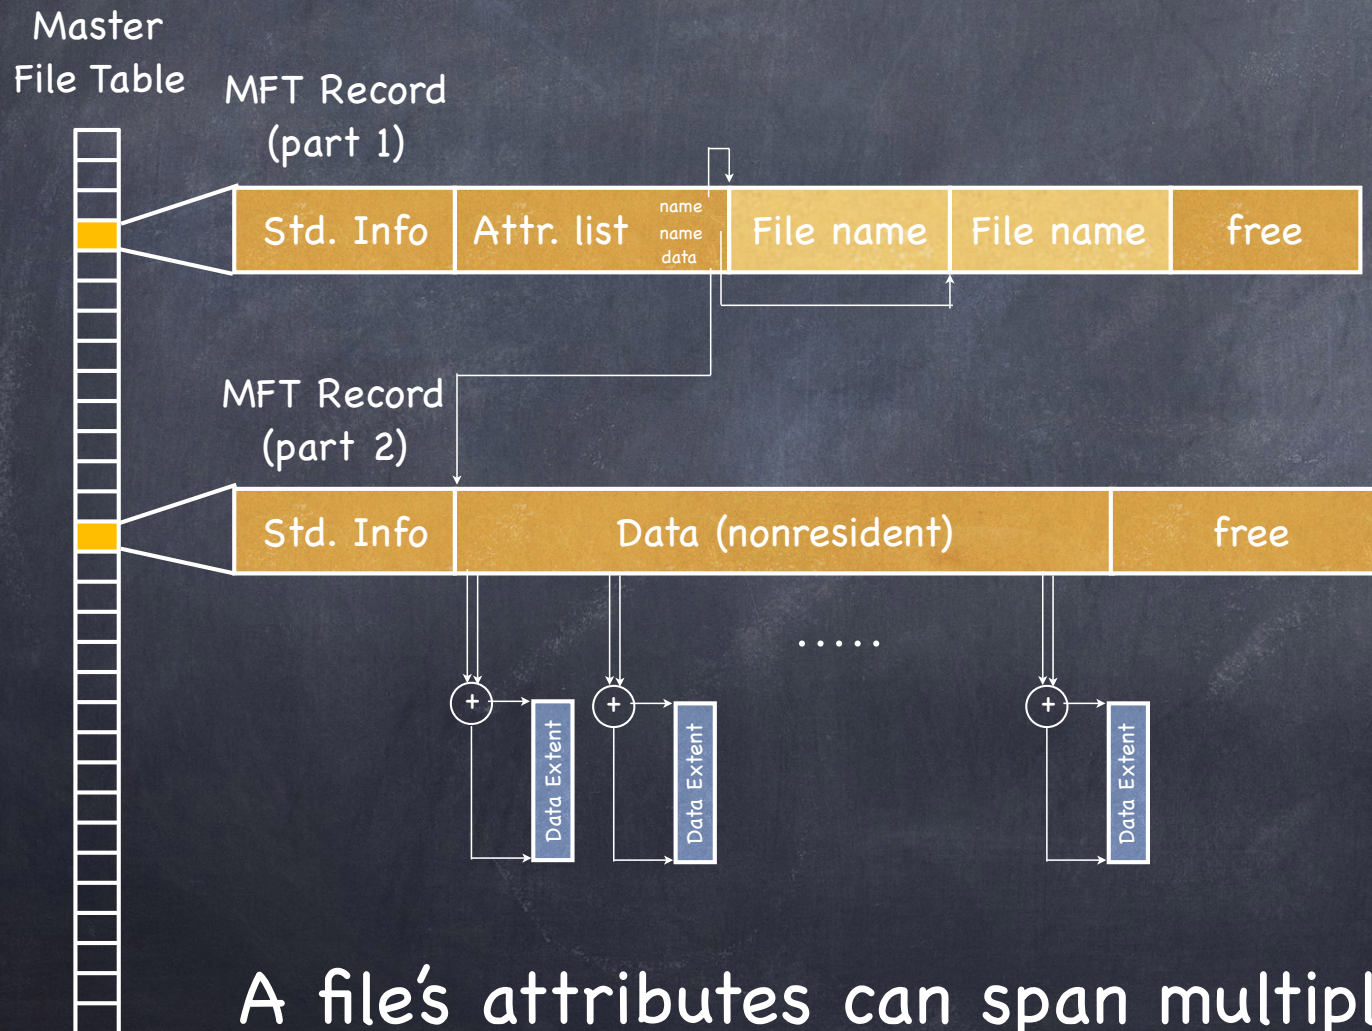 Master
File Table
MFT Record
(part 1)
Std. Info
Attr. list
name
name
data
File name
File name
free
MFT Record
(part 2)
Std. Info
Data (nonresident)
free
.....
+
+
+
Data Extent
Data Extent
Data Extent
A file's attributes can span multipl